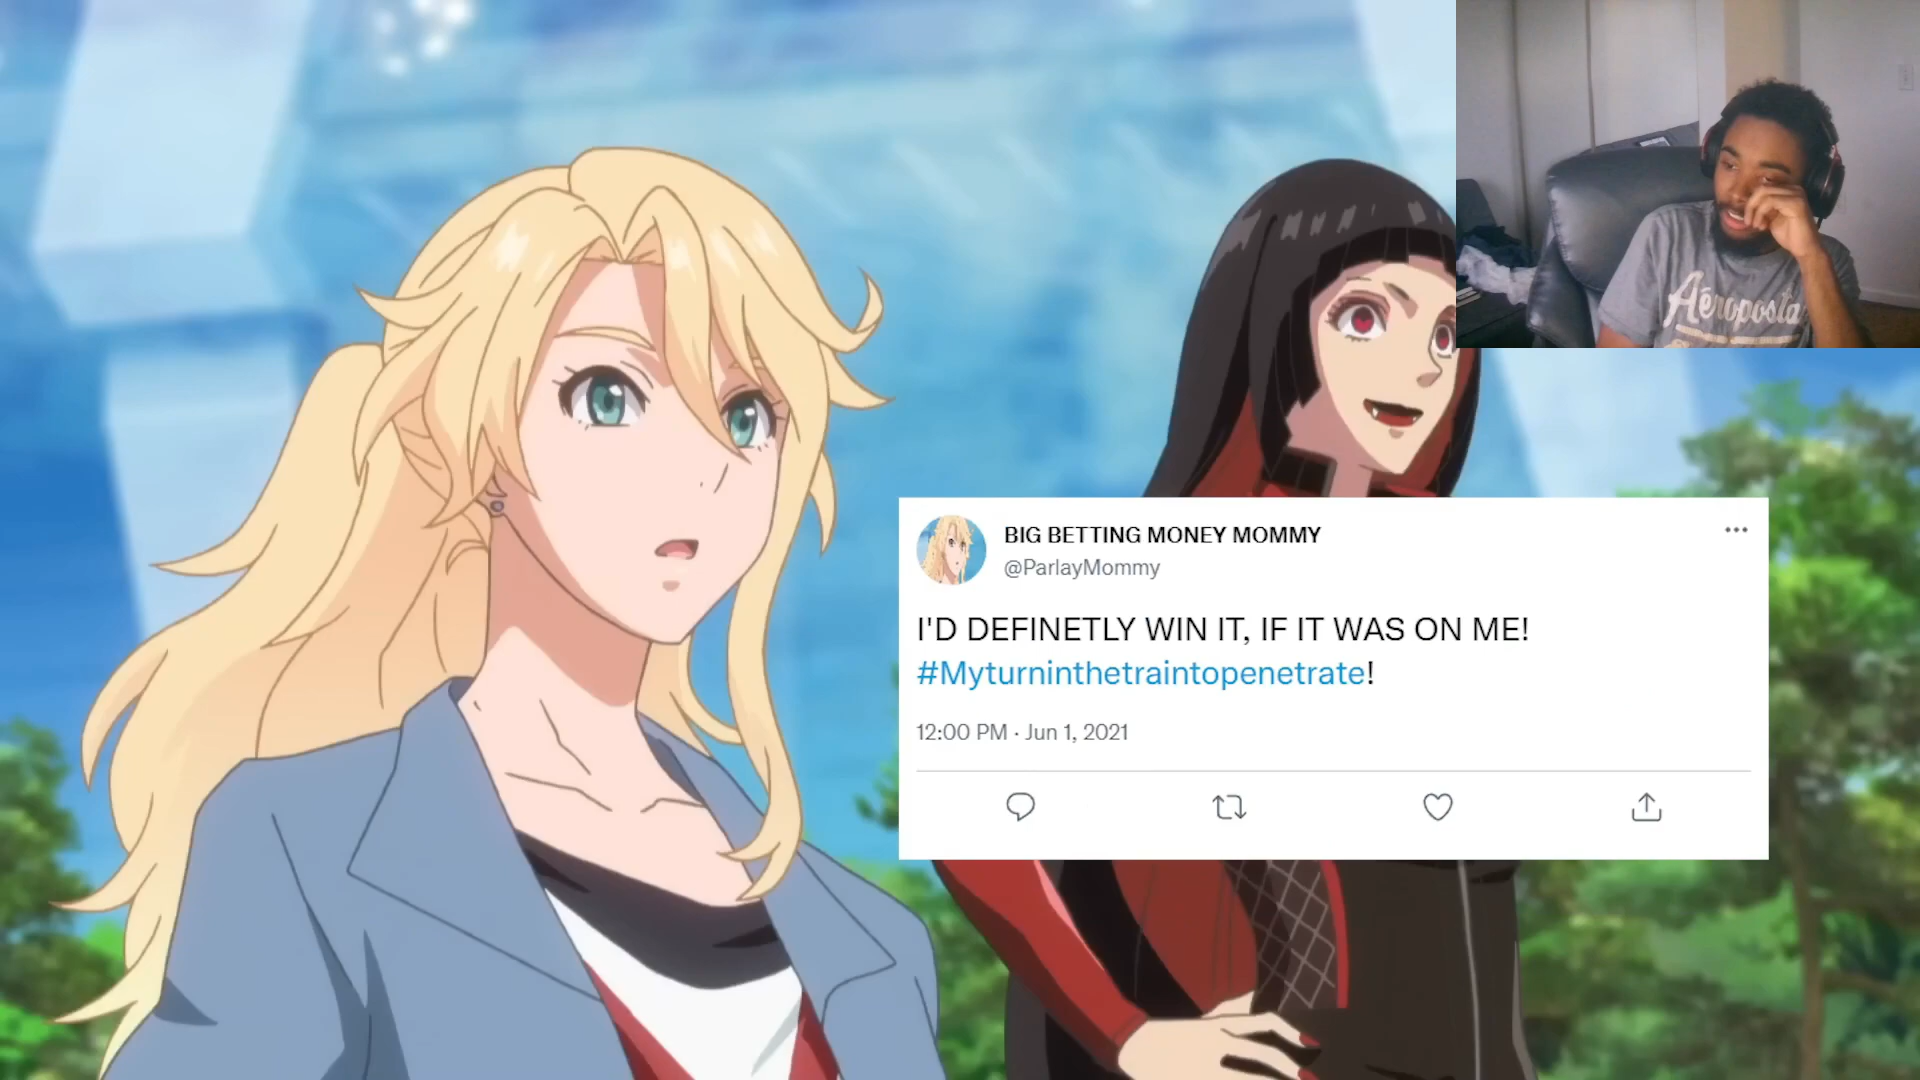 Aéroposta
BIG BETTING MONEY MOMMY
@ParlayMommy
I'D DEFINETLY WIN IT, IF IT WAS ON ME!
#Myturninthetraintopenetrate!
12:00 PM · Jun 1, 2021